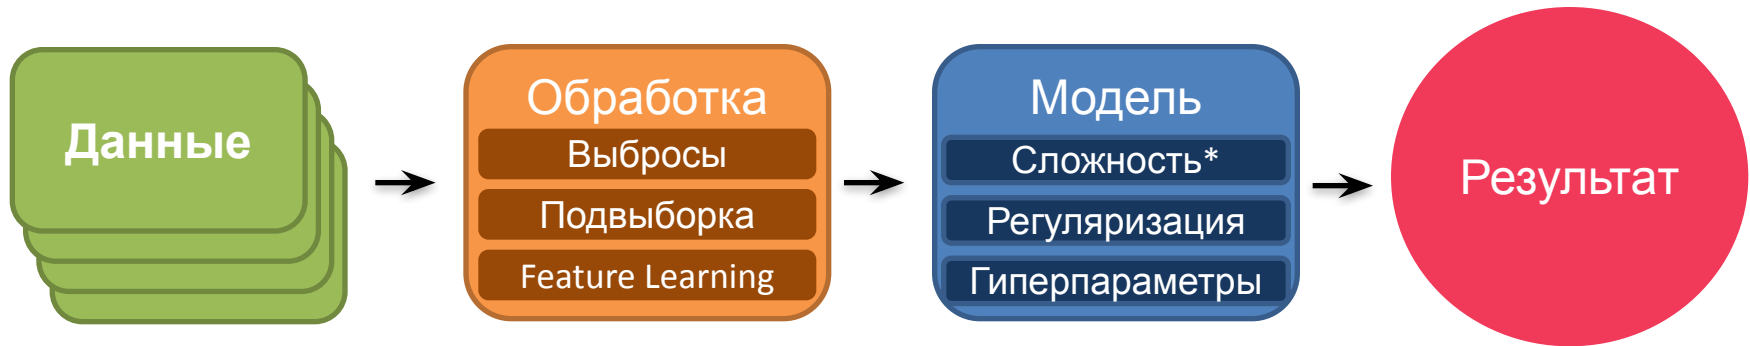 Данные
Обработка
Выбросы
Подвыборка
Feature Learning
Модель
Сложность*
Регуляризация
Гиперпараметры
Результат